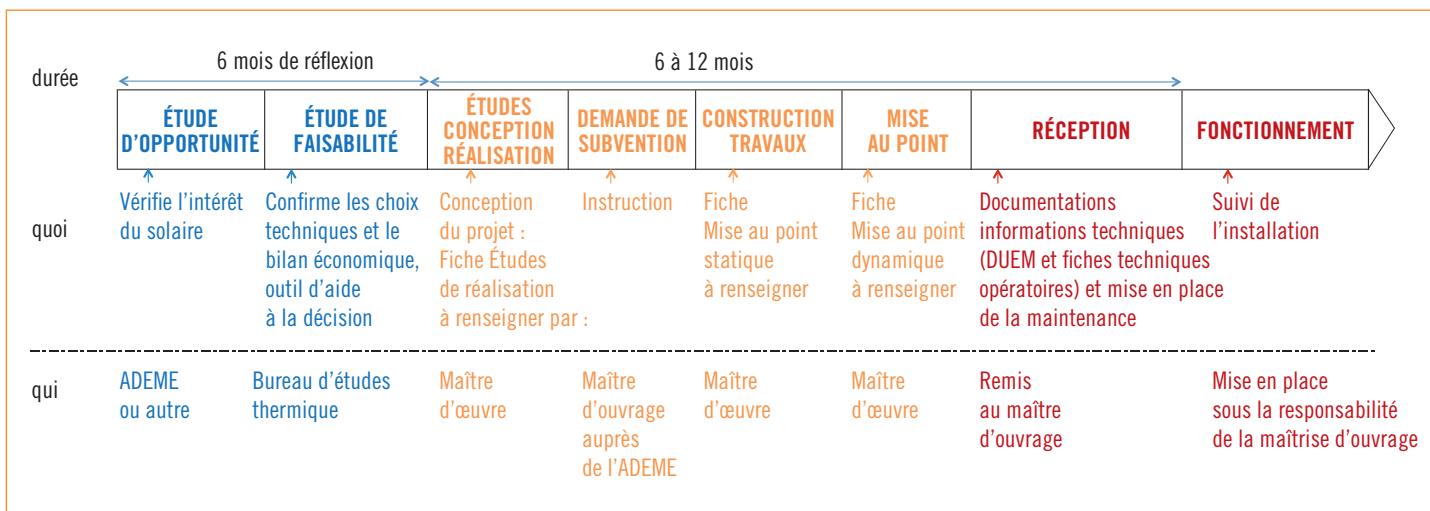 6 mois de réflexion
6 à 12 mois
durée
ÉTUDE
D'OPPORTUNITÉ
ÉTUDE DE
FAISABILITÉ
ÉTUDES
CONCEPTION
RÉALISATION
DEMANDE DE
SUBVENTION
CONSTRUCTION
TRAVAUX
MISE
AU POINT
RÉCEPTION
FONCTIONNEMENT
quoi
Vérifie l'intérêt
du solaire
Confirme les choix
techniques et le
bilan économique,
outil d'aide
à la décision
Conception
du projet :
Fiche Études
de réalisation
à renseigner par :
Instruction
Fiche
Mise au point
statique
à renseigner
Fiche
Mise au point
dynamique
à renseigner
Documentations
informations techniques
(DUEM et fiches techniques
opératoires) et mise en place
de la maintenance
Suivi de
l'installation
qui
ADEME
ou autre
Bureau d'études
thermique
Maître
d'œuvre
Maître
d'ouvrage
auprès
de l'ADEME
Maître
d'œuvre
Maître
d'œuvre
Remis
au maître
d'ouvrage
Mise en place
sous la responsabilité
de la maîtrise d'ouvrage